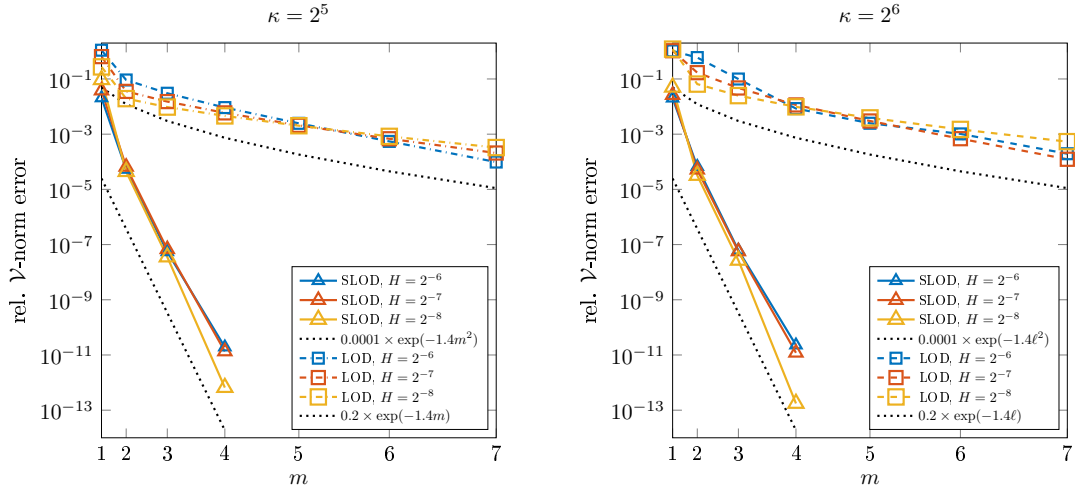 κ = 2^5
rel. 𝒱-norm error
10^−1
10^−3
10^−5
10^−7
10^−9
10^−11
10^−13
SLOD, H = 2^−6
SLOD, H = 2^−7
SLOD, H = 2^−8
0.0001 × exp(−1.4m^2)
LOD, H = 2^−6
LOD, H = 2^−7
LOD, H = 2^−8
0.2 × exp(−1.4m)
1 2 3 4 5 6 7
m
κ = 2^6
rel. 𝒱-norm error
10^−1
10^−3
10^−5
10^−7
10^−9
10^−11
10^−13
SLOD, H = 2^−6
SLOD, H = 2^−7
SLOD, H = 2^−8
0.0001 × exp(−1.4ℓ^2)
LOD, H = 2^−6
LOD, H = 2^−7
LOD, H = 2^−8
0.2 × exp(−1.4ℓ)
1 2 3 4 5 6 7
m